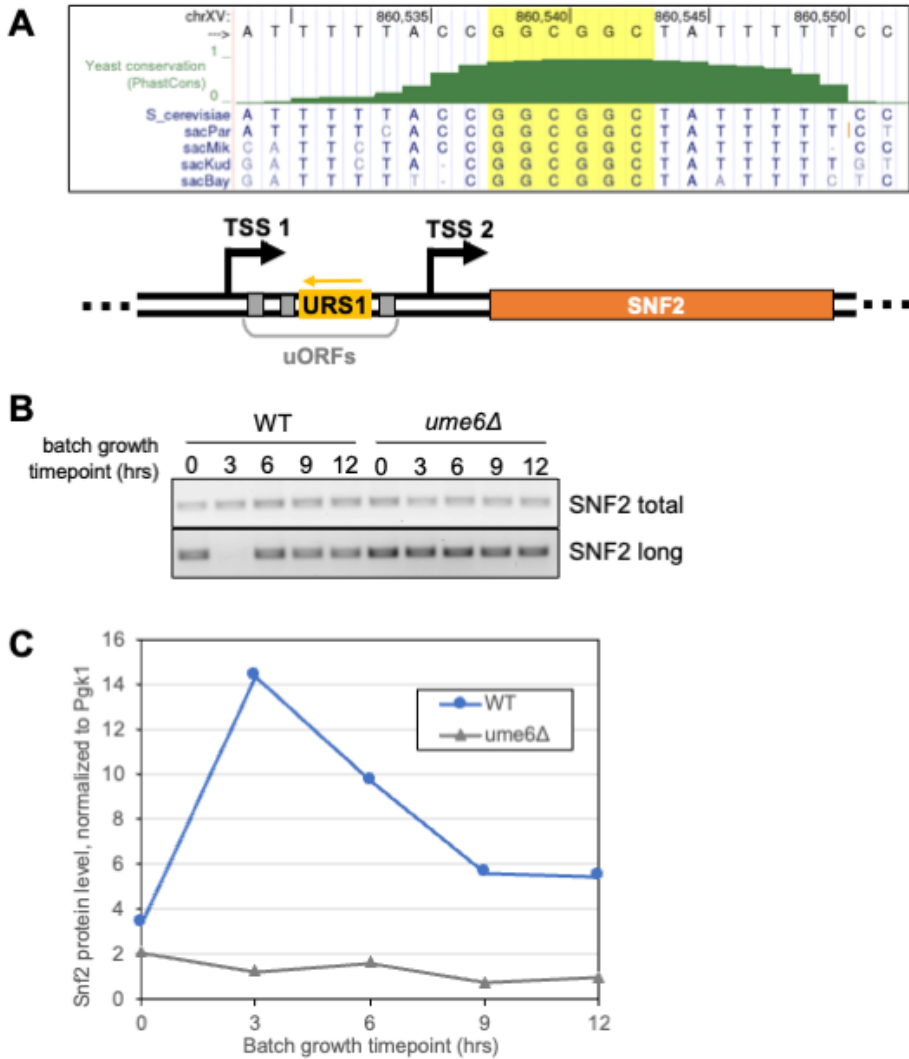 A
chrXV: 860,535 860,540 860,545 860,550
---> A T T T T T A C C G G C G G C T A T T T T T C C
1
Yeast conservation
(PhastCons)
0
S_cerevisiae A T T T T T A C C G G C G G C T A T T T T T C C
sacPar A T T T T C A C C G G C G G C T A T T T T T C T
sacMik C A T T C T A C C G G C G G C T A T T T T - C C
sacKud G A T T C T A - C G G C G G C T A T T T T T G T
sacBay G A T T T T T - C G G C G G C T A A T T T C T C
TSS 1 TSS 2
URS1 SNF2
uORFs
B
WT ume6Δ
batch growth
timepoint (hrs) 0 3 6 9 12 0 3 6 9 12
SNF2 total
SNF2 long
C
Snf2 protein level, normalized to Pgk1
16
14
12
10
8
6
4
2
0
WT
ume6Δ
0 3 6 9 12
Batch growth timepoint (hrs)